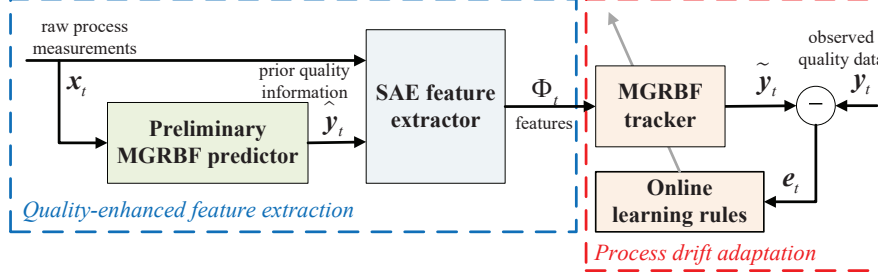 raw process
measurements
x_t
prior quality
information
ŷ_t
Preliminary
MGRBF predictor
SAE feature
extractor
Φ_t
features
Quality-enhanced feature extraction
MGRBF
tracker
ỹ_t
observed
quality data
y_t
−
e_t
Online
learning rules
Process drift adaptation